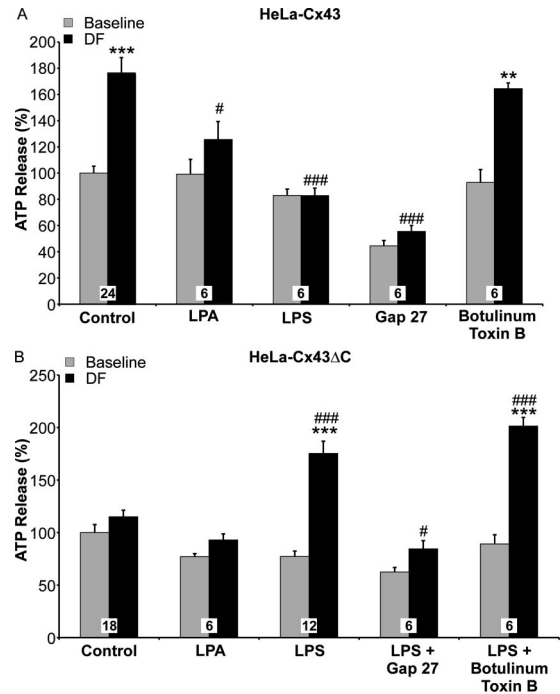 A
HeLa-Cx43
Baseline
DF
ATP Release (%)
200
180
160
140
120
100
80
60
40
20
0
***
#
###
###
**
24
6
6
6
6
Control
LPA
LPS
Gap 27
Botulinum
Toxin B
B
HeLa-Cx43ΔC
Baseline
DF
ATP Release (%)
250
200
150
100
50
0
###
***
#
###
***
18
6
12
6
6
Control
LPA
LPS
LPS +
Gap 27
LPS +
Botulinum
Toxin B